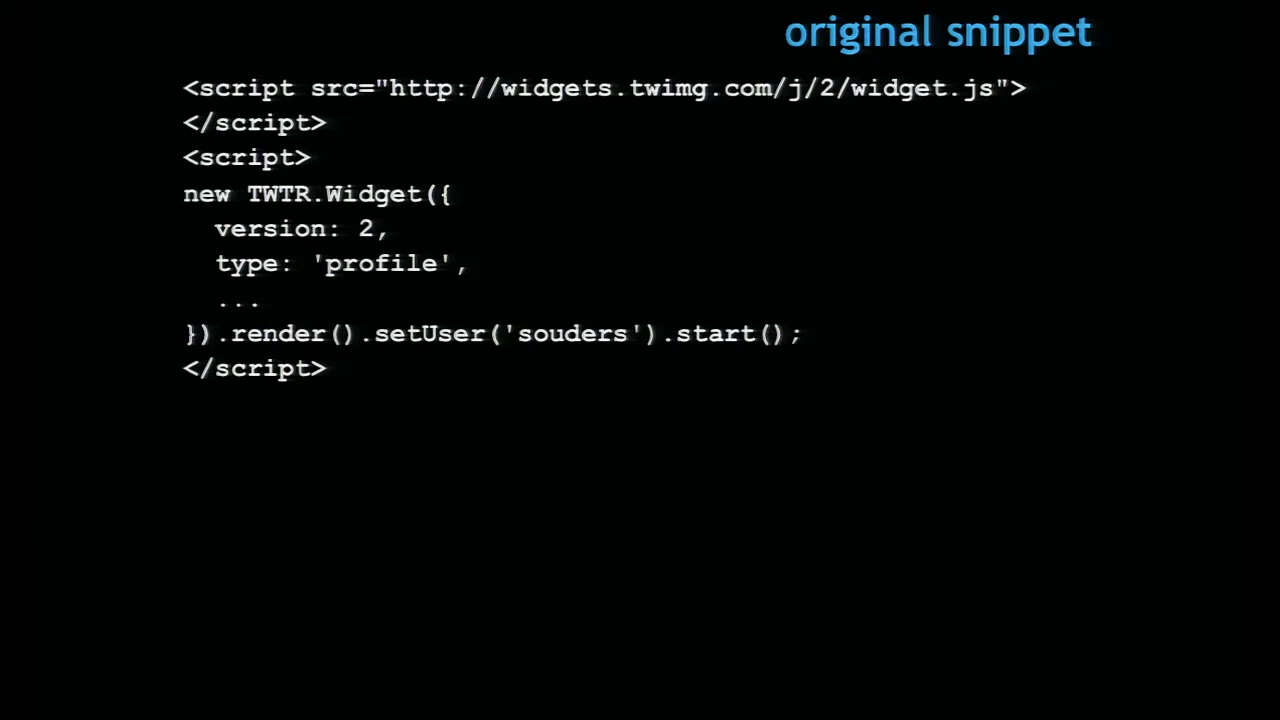 original snippet
<script src="http://widgets.twimg.com/j/2/widget.js">
</script>
<script>
new TWTR.Widget({
  version: 2,
  type: 'profile',
  ...
}).render().setUser('souders').start();
</script>